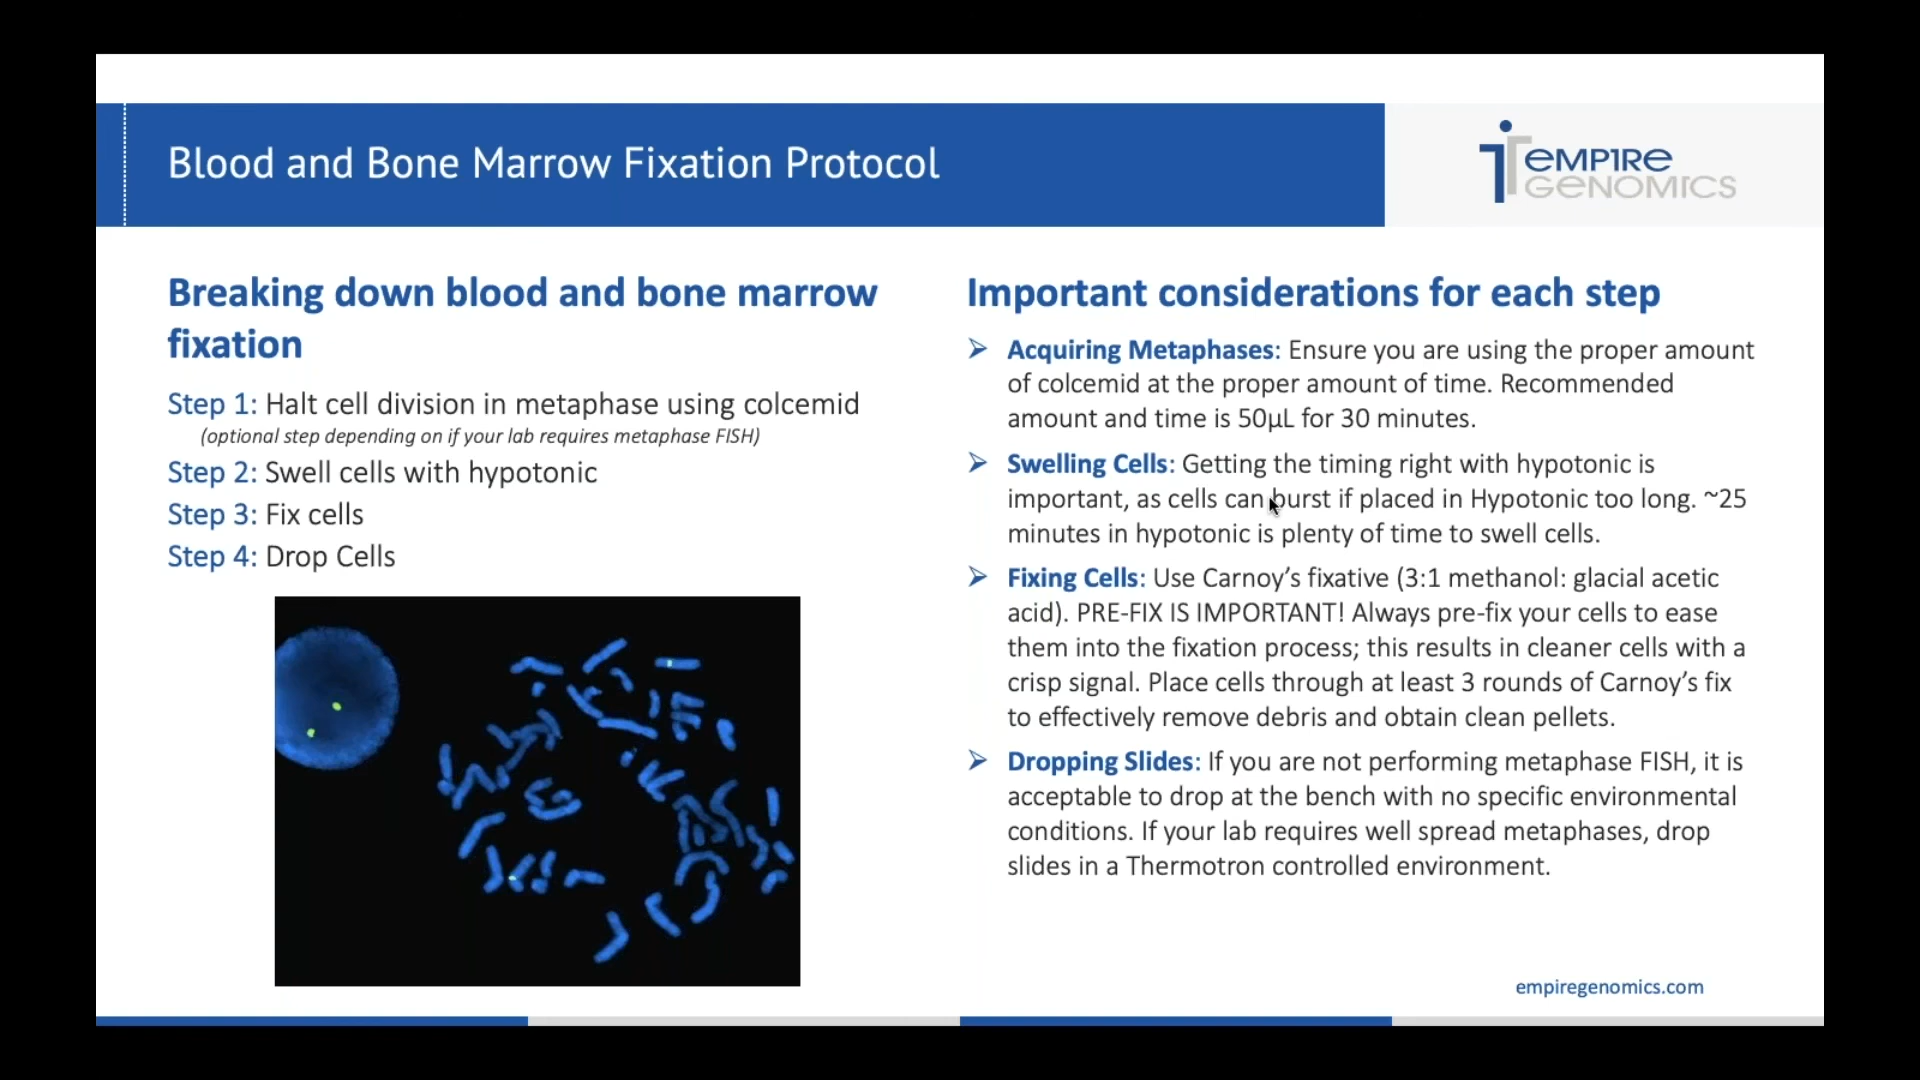 Blood and Bone Marrow Fixation Protocol
EMPIRE
GENOMICS
Breaking down blood and bone marrow
fixation
Step 1: Halt cell division in metaphase using colcemid
(optional step depending on if your lab requires metaphase FISH)
Step 2: Swell cells with hypotonic
Step 3: Fix cells
Step 4: Drop Cells
Important considerations for each step
➢ Acquiring Metaphases: Ensure you are using the proper amount
of colcemid at the proper amount of time. Recommended
amount and time is 50µL for 30 minutes.
➢ Swelling Cells: Getting the timing right with hypotonic is
important, as cells can burst if placed in Hypotonic too long. ~25
minutes in hypotonic is plenty of time to swell cells.
➢ Fixing Cells: Use Carnoy’s fixative (3:1 methanol: glacial acetic
acid). PRE-FIX IS IMPORTANT! Always pre-fix your cells to ease
them into the fixation process; this results in cleaner cells with a
crisp signal. Place cells through at least 3 rounds of Carnoy’s fix
to effectively remove debris and obtain clean pellets.
➢ Dropping Slides: If you are not performing metaphase FISH, it is
acceptable to drop at the bench with no specific environmental
conditions. If your lab requires well spread metaphases, drop
slides in a Thermotron controlled environment.
empiregenomics.com